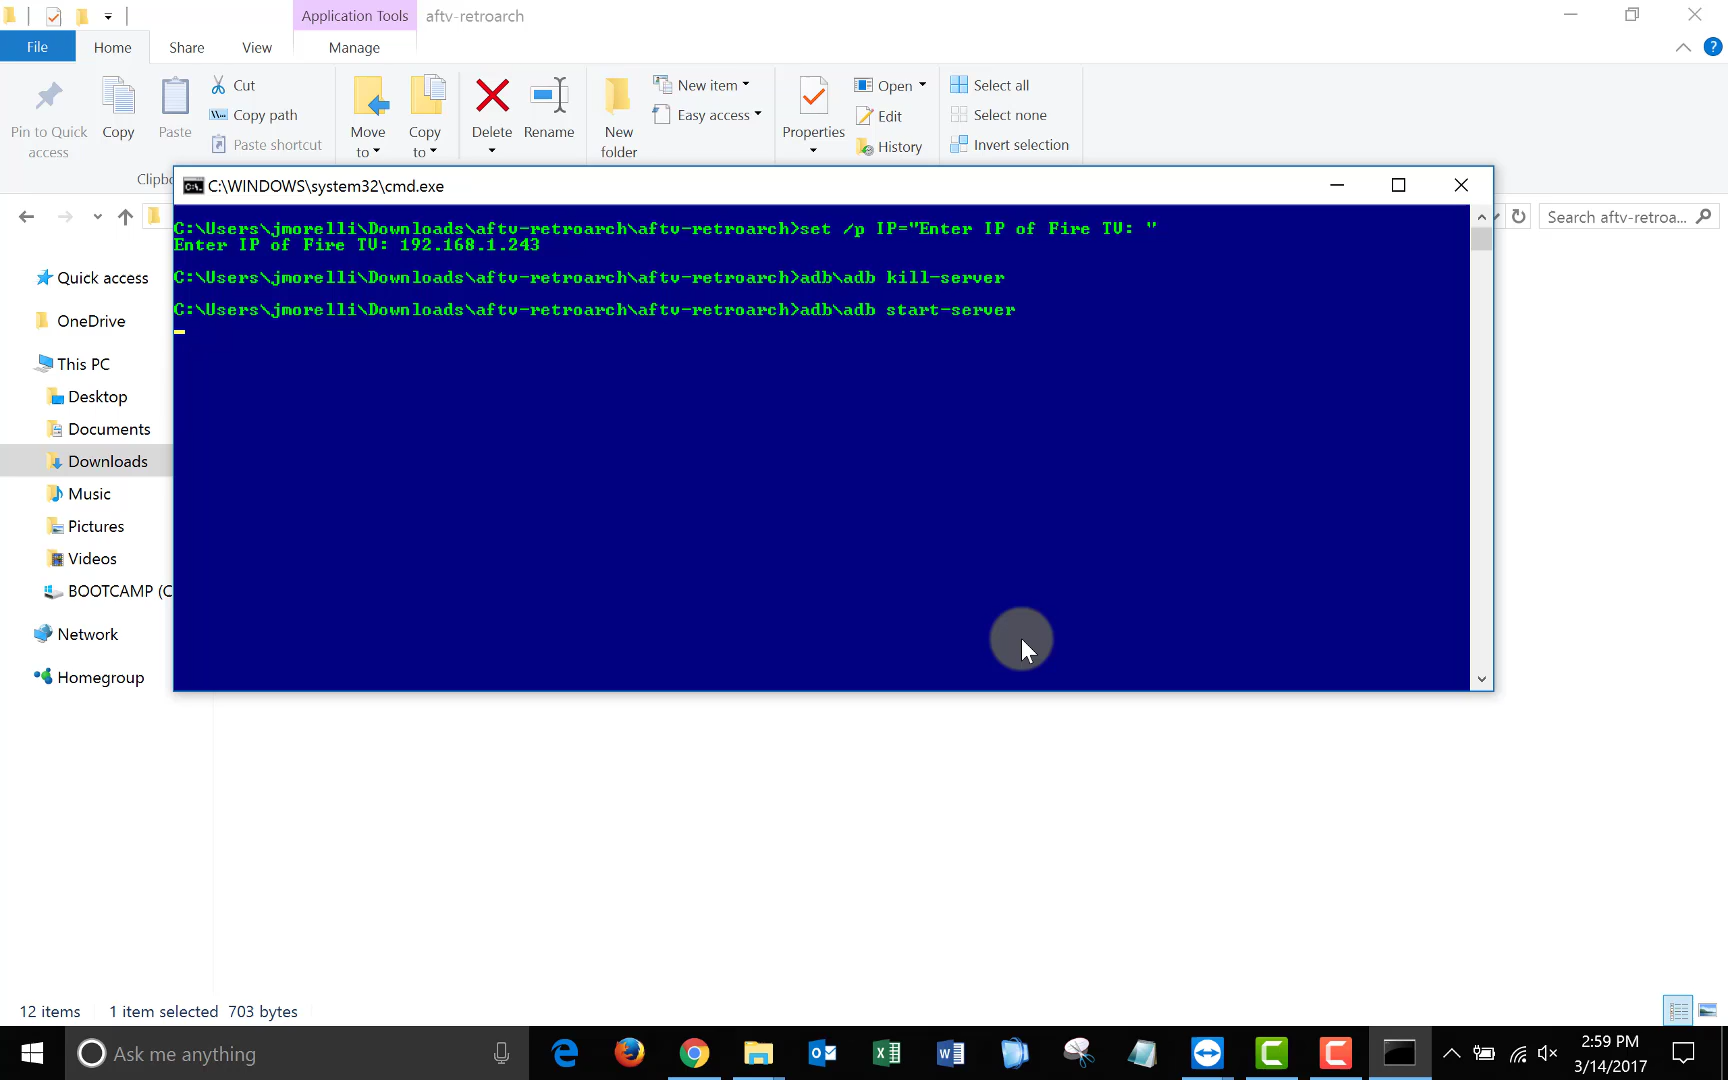 Application Tools
aftv-retroarch
File
Home
Share
View
Manage
Pin to Quick access
Copy
Paste
Cut
Copy path
Paste shortcut
Move to
Copy to
Delete
Rename
New folder
New item
Easy access
Properties
Open
Edit
History
Select all
Select none
Invert selection
Clipb
C:\WINDOWS\system32\cmd.exe
C:\Users\jmorelli\Downloads\aftv-retroarch\aftv-retroarch>set /p IP="Enter IP of Fire TV: "
Enter IP of Fire TV: 192.168.1.243
C:\Users\jmorelli\Downloads\aftv-retroarch\aftv-retroarch>adb\adb kill-server
C:\Users\jmorelli\Downloads\aftv-retroarch\aftv-retroarch>adb\adb start-server
Search aftv-retroa...
Quick access
OneDrive
This PC
Desktop
Documents
Downloads
Music
Pictures
Videos
BOOTCAMP (C
Network
Homegroup
12 items
1 item selected 703 bytes
Ask me anything
2:59 PM
3/14/2017